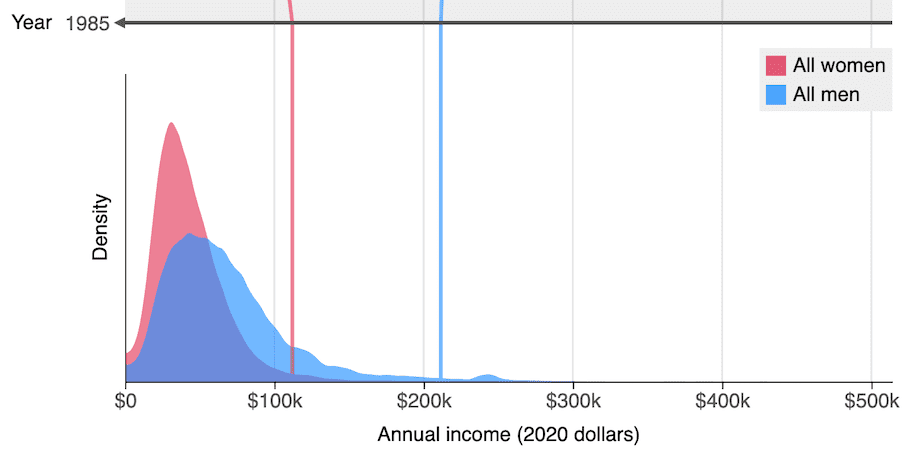 Year 1985
All women
All men
Density
$0 $100k $200k $300k $400k $500k
Annual income (2020 dollars)